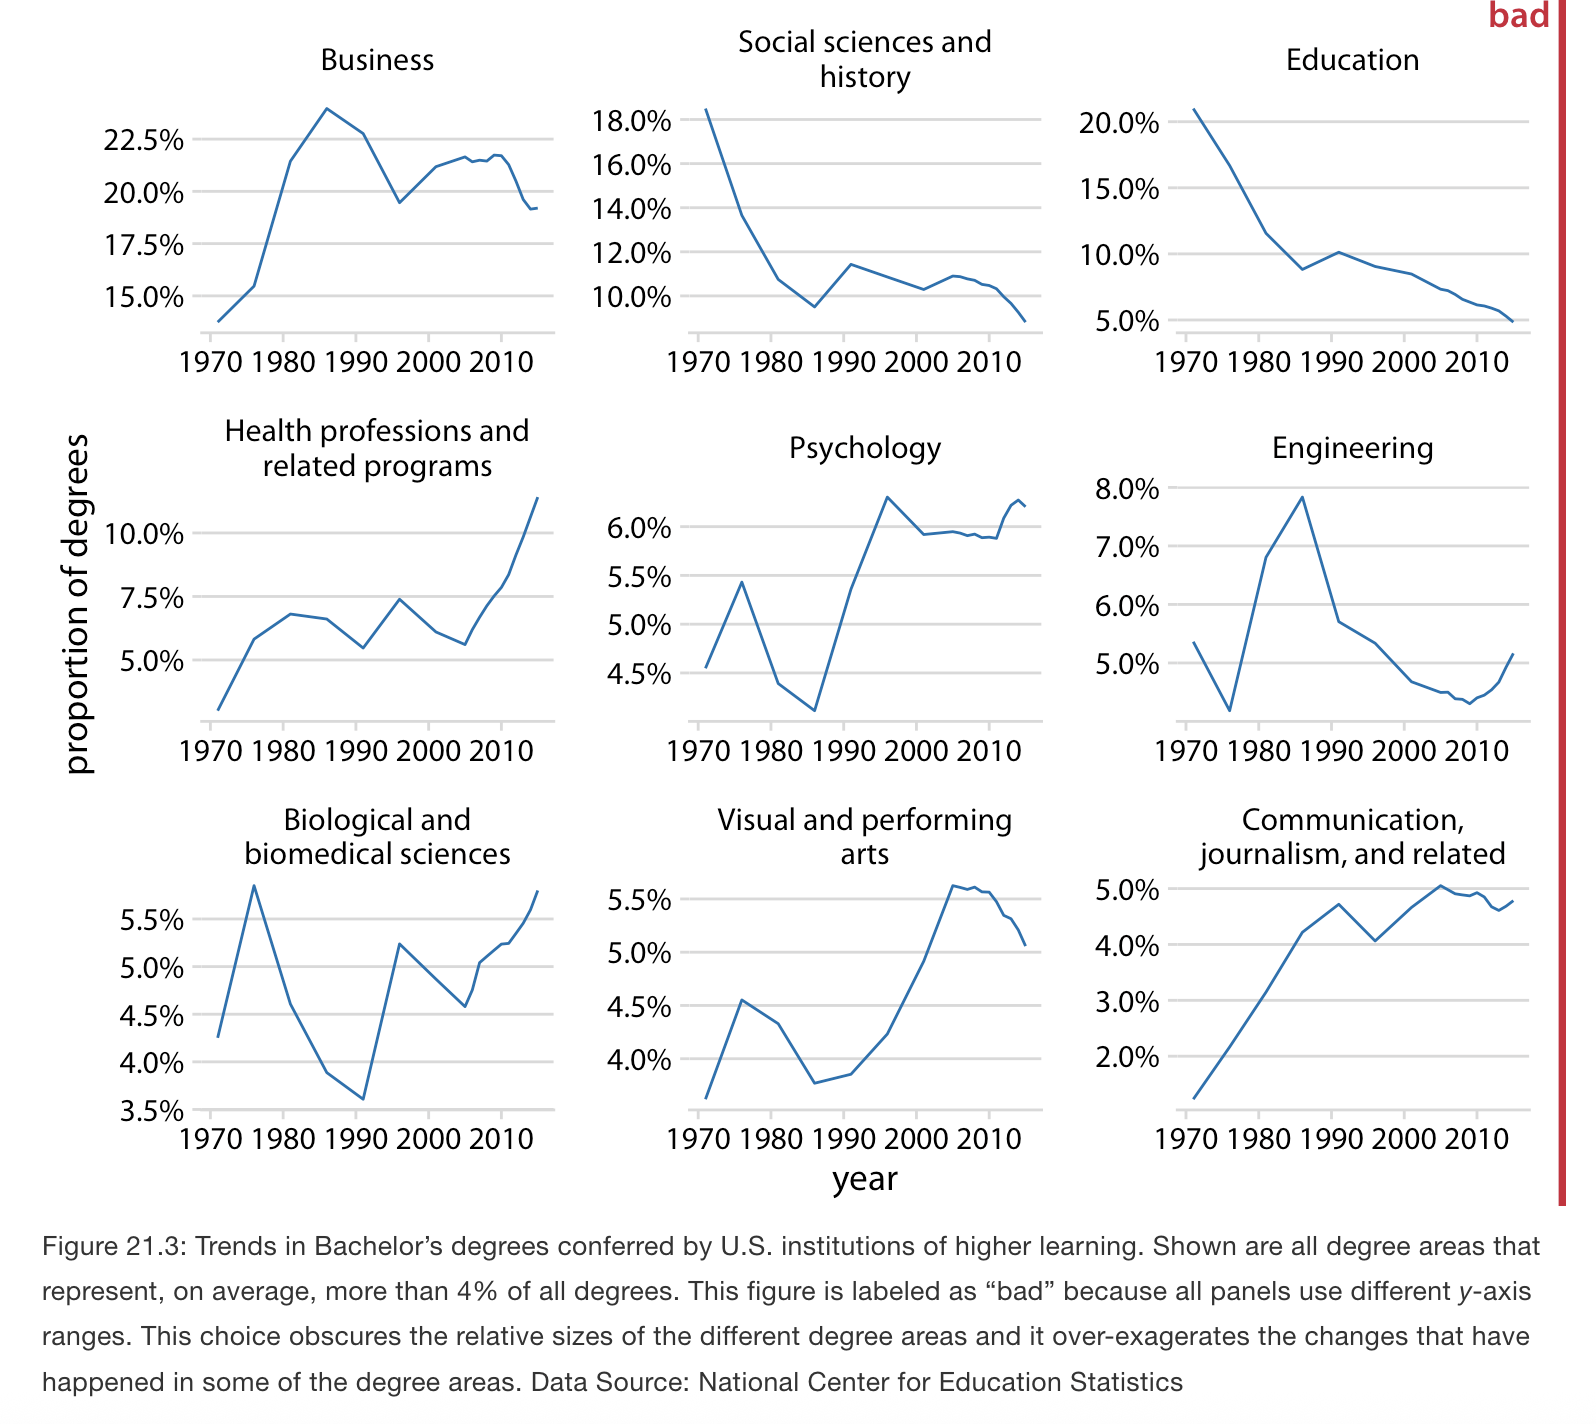 bad
Business
22.5%
20.0%
17.5%
15.0%
1970 1980 1990 2000 2010
Social sciences and
history
18.0%
16.0%
14.0%
12.0%
10.0%
1970 1980 1990 2000 2010
Education
20.0%
15.0%
10.0%
5.0%
1970 1980 1990 2000 2010
proportion of degrees
Health professions and
related programs
10.0%
7.5%
5.0%
1970 1980 1990 2000 2010
Psychology
6.0%
5.5%
5.0%
4.5%
1970 1980 1990 2000 2010
Engineering
8.0%
7.0%
6.0%
5.0%
1970 1980 1990 2000 2010
Biological and
biomedical sciences
5.5%
5.0%
4.5%
4.0%
3.5%
1970 1980 1990 2000 2010
Visual and performing
arts
5.5%
5.0%
4.5%
4.0%
1970 1980 1990 2000 2010
Communication,
journalism, and related
5.0%
4.0%
3.0%
2.0%
1970 1980 1990 2000 2010
year
Figure 21.3: Trends in Bachelor’s degrees conferred by U.S. institutions of higher learning. Shown are all degree areas that
represent, on average, more than 4% of all degrees. This figure is labeled as “bad” because all panels use different y-axis
ranges. This choice obscures the relative sizes of the different degree areas and it over-exagerates the changes that have
happened in some of the degree areas. Data Source: National Center for Education Statistics